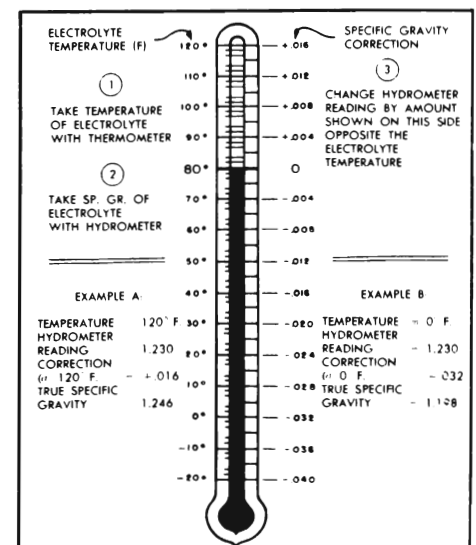 ELECTROLYTE
TEMPERATURE (F)
SPECIFIC GRAVITY
CORRECTION
1
TAKE TEMPERATURE
OF ELECTROLYTE
WITH THERMOMETER
2
TAKE SP. GR. OF
ELECTROLYTE
WITH HYDROMETER
3
CHANGE HYDROMETER
READING BY AMOUNT
SHOWN ON THIS SIDE
OPPOSITE THE
ELECTROLYTE
TEMPERATURE
120° +.016
110° +.012
100° +.008
90° +.004
80° 0
70° -.004
60° -.008
50° -.012
40° -.016
30° -.020
20° -.024
10° -.028
0° -.032
-10° -.036
-20° -.040
EXAMPLE A:
TEMPERATURE 120° F.
HYDROMETER
READING 1.230
CORRECTION
120° F. - +.016
TRUE SPECIFIC
GRAVITY 1.246
EXAMPLE B
TEMPERATURE = 0° F.
HYDROMETER
READING - 1.230
CORRECTION
0 F. - .032
TRUE SPECIFIC
GRAVITY - 1.198